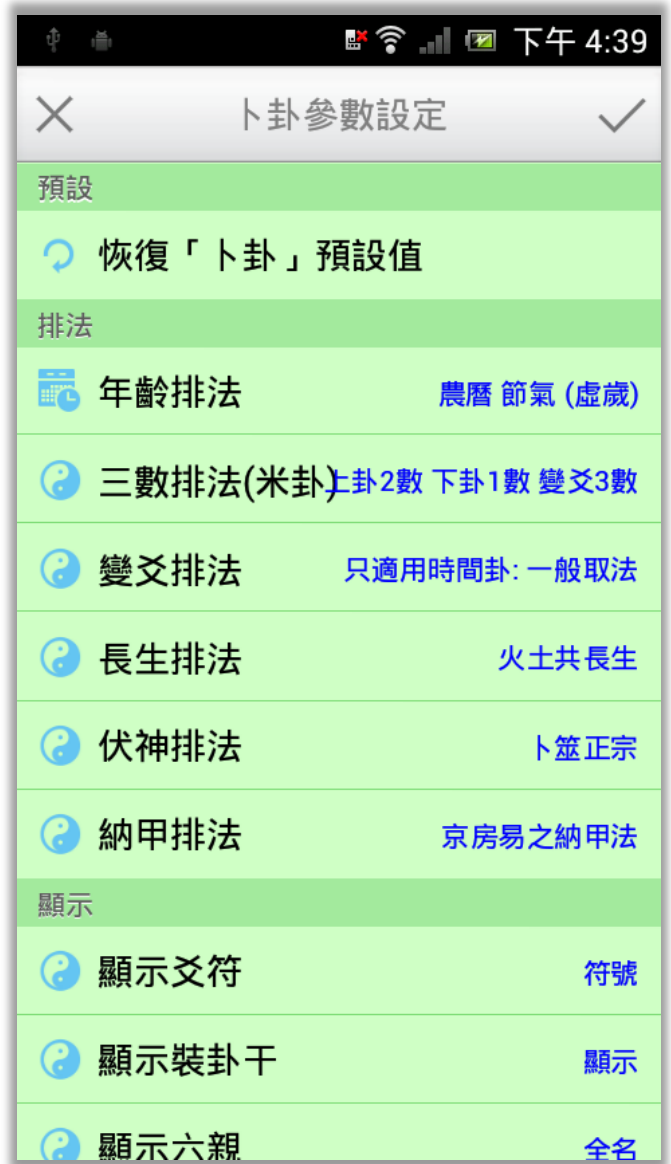 下午 4:39
卜卦參數設定
預設
恢復「卜卦」預設值
排法
年齡排法 農曆 節氣 (虛歲)
三數排法(米卦) 上卦2數 下卦1數 變爻3數
變爻排法 只適用時間卦: 一般取法
長生排法 火土共長生
伏神排法 卜筮正宗
納甲排法 京房易之納甲法
顯示
顯示爻符 符號
顯示裝卦干 顯示
顯示六親 全名